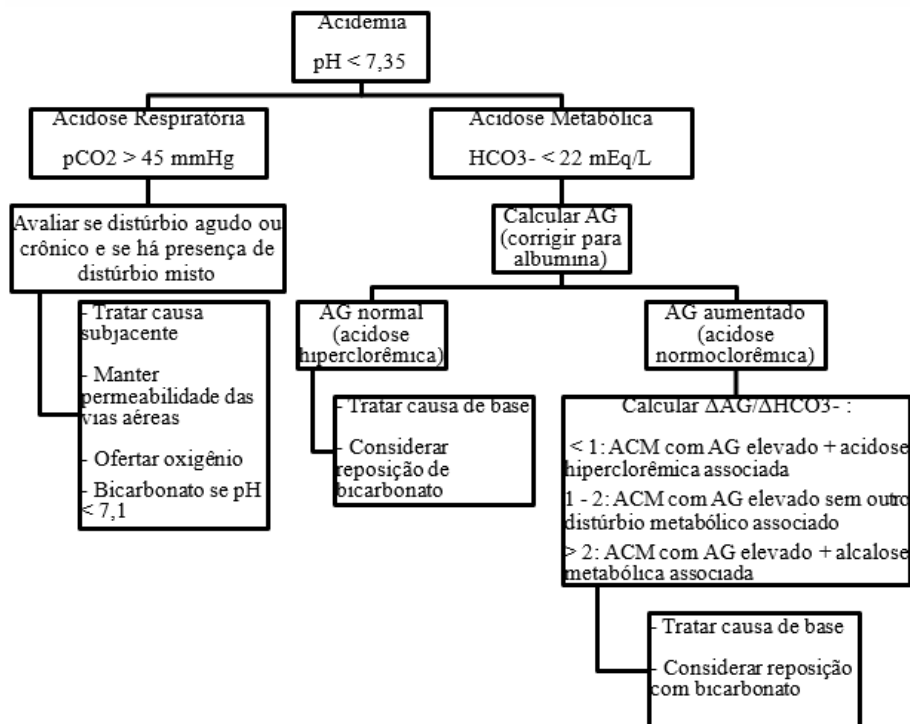 Acidemia
pH < 7,35
Acidose Respiratória
pCO2 > 45 mmHg
Acidose Metabólica
HCO3- < 22 mEq/L
Avaliar se distúrbio agudo ou
crônico e se há presença de
distúrbio misto
Calcular AG
(corrigir para
albumina)
- Tratar causa
subjacente
- Manter
permeabilidade das
vias aéreas
- Ofertar oxigênio
- Bicarbonato se pH
< 7,1
AG normal
(acidose
hiperclorêmica)
AG aumentado
(acidose
normoclorêmica)
- Tratar causa de base
- Considerar
reposição de
bicarbonato
Calcular ΔAG/ΔHCO3- :
< 1: ACM com AG elevado + acidose
hiperclorêmica associada
1 - 2: ACM com AG elevado sem outro
distúrbio metabólico associado
> 2: ACM com AG elevado + alcalose
metabólica associada
- Tratar causa de base
- Considerar reposição
com bicarbonato